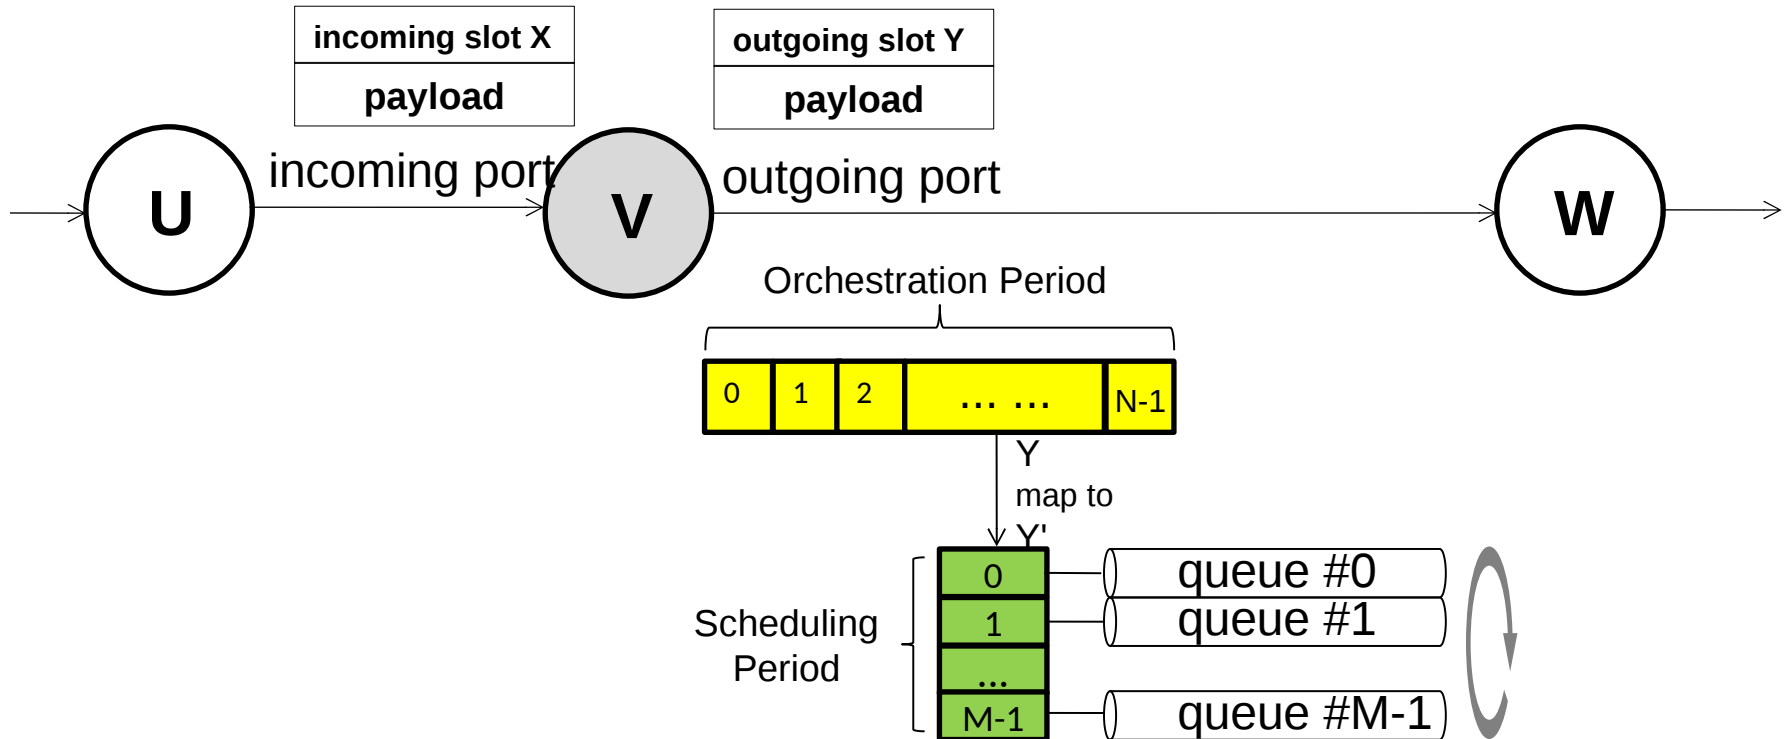 incoming slot X
payload
outgoing slot Y
payload
U
incoming port
V
outgoing port
W
Orchestration Period
0 1 2 ... ... N-1
Y
map to
Y'
Scheduling
Period
0
queue #0
1
queue #1
...
M-1
queue #M-1